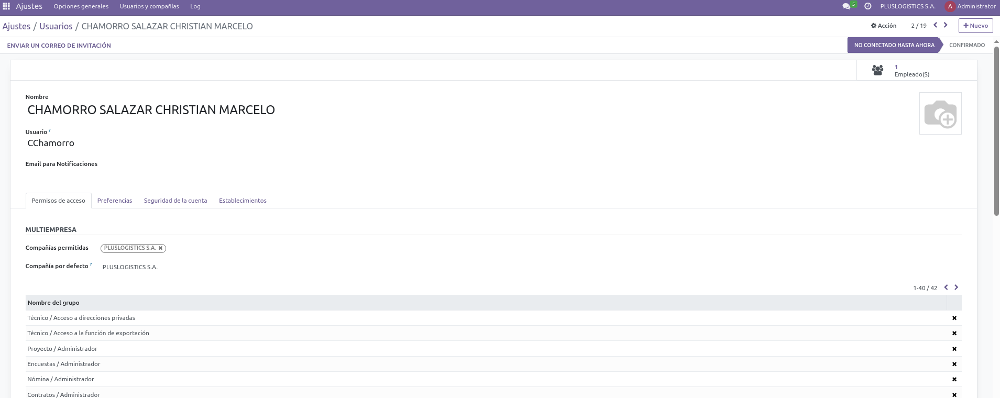 Ajustes Opciones generales Usuarios y compañías Log 5 PLUSLOGISTICS S.A. A Administrator
Ajustes / Usuarios / CHAMORRO SALAZAR CHRISTIAN MARCELO Acción 2 / 19 Nuevo
ENVIAR UN CORREO DE INVITACIÓN NO CONECTADO HASTA AHORA CONFIRMADO
1
Empleado(S)
Nombre
CHAMORRO SALAZAR CHRISTIAN MARCELO
Usuario ?
CChamorro
Email para Notificaciones
Permisos de acceso Preferencias Seguridad de la cuenta Establecimientos
MULTIEMPRESA
Compañías permitidas PLUSLOGISTICS S.A.
Compañía por defecto ? PLUSLOGISTICS S.A.
1-40 / 42
Nombre del grupo
Técnico / Acceso a direcciones privadas
Técnico / Acceso a la función de exportación
Proyecto / Administrador
Encuestas / Administrador
Nómina / Administrador
Contratos / Administrador